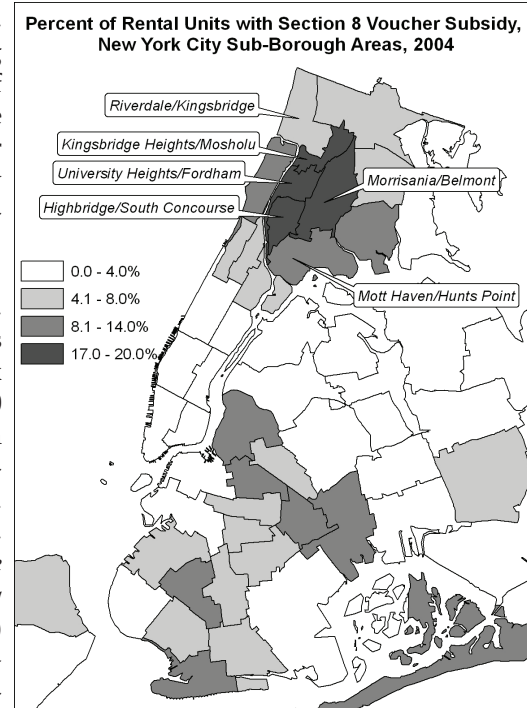 Percent of Rental Units with Section 8 Voucher Subsidy,
New York City Sub-Borough Areas, 2004
Riverdale/Kingsbridge
Kingsbridge Heights/Mosholu
University Heights/Fordham
Morrisania/Belmont
Highbridge/South Concourse
Mott Haven/Hunts Point
0.0 - 4.0%
4.1 - 8.0%
8.1 - 14.0%
17.0 - 20.0%